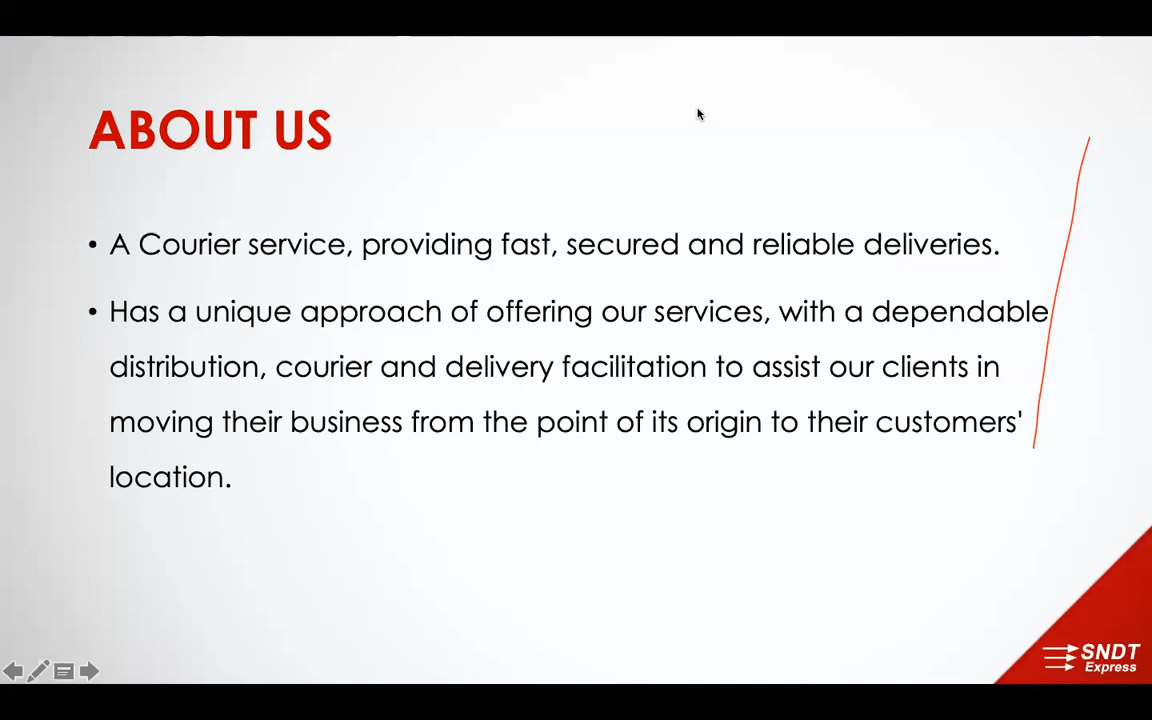 ABOUT US
• A Courier service, providing fast, secured and reliable deliveries.
• Has a unique approach of offering our services, with a dependable
distribution, courier and delivery facilitation to assist our clients in
moving their business from the point of its origin to their customers'
location.
SNDT
Express